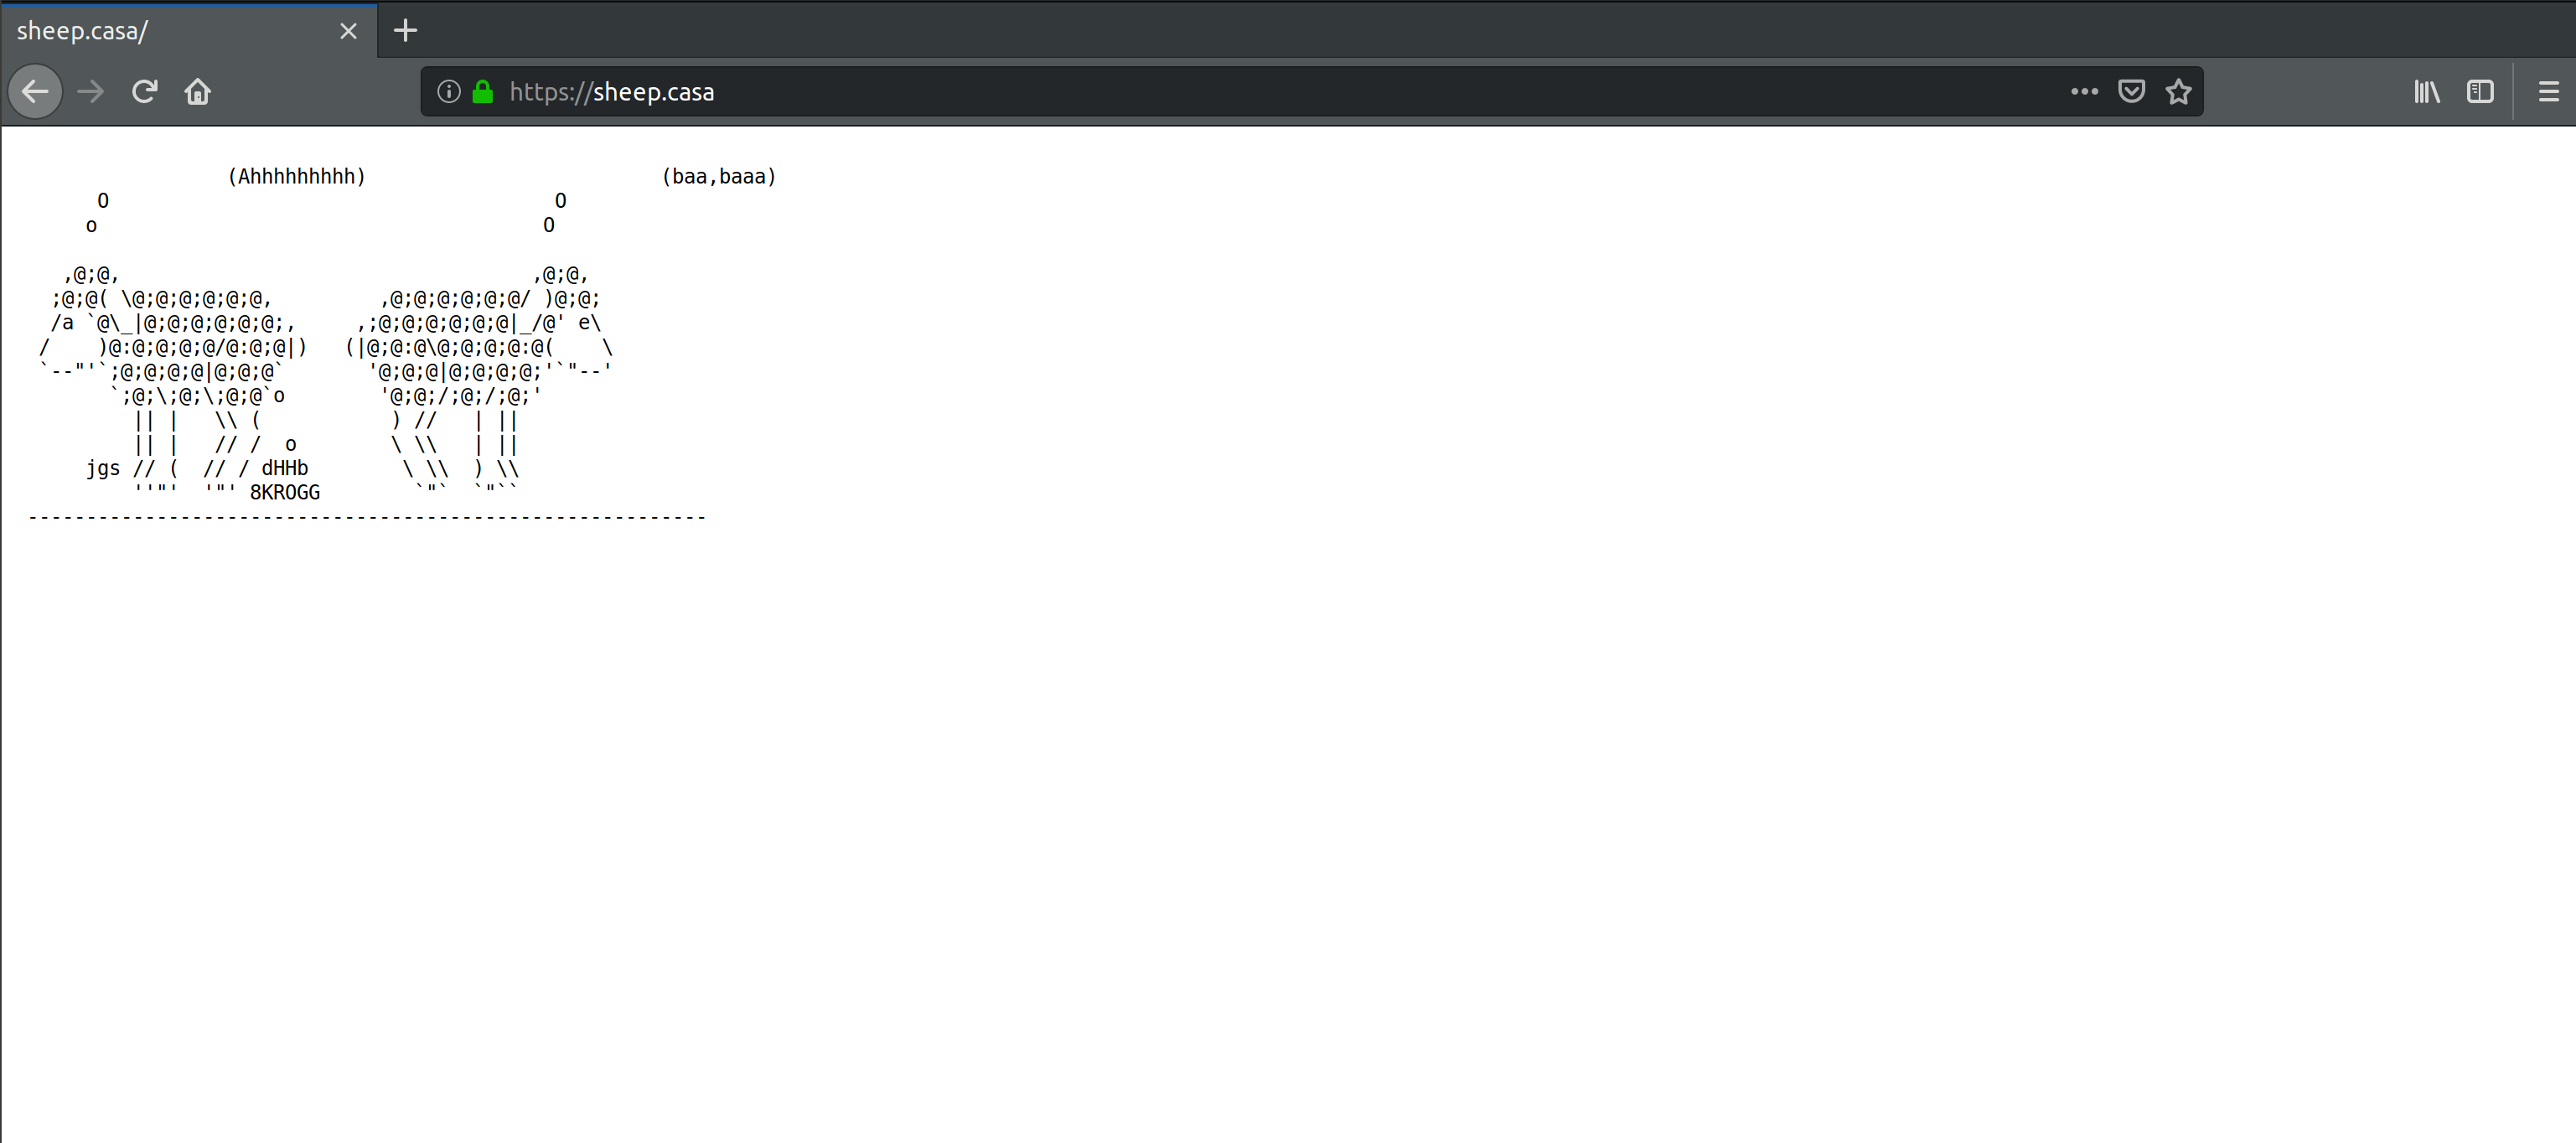 sheep.casa/
https://sheep.casa
                 (Ahhhhhhhhh)                         (baa,baaa)
      O                                      O
     o                                      O

   ,@;@,                                   ,@;@,
  ;@;@( \@;@;@;@;@;@,         ,@;@;@;@;@;@/ )@;@;
  /a `@\_|@;@;@;@;@;@;,     ,;@;@;@;@;@;@|_/@' e\
 /    )@:@;@;@;@/@:@;@|)   (|@;@:@\@;@;@;@:@(    \
 `--"'`;@;@;@;@|@;@;@`       '@;@;@|@;@;@;@;'`"--'
       `;@;\;@;\;@;@`o        '@;@;/;@;/;@;'
         || |   \\ (           ) //   | ||
         || |   // /  o        \ \\   | ||
     jgs // (  // / dHHb        \ \\  ) \\
         ''"'  '"' 8KROGG        `"`  `"``
----------------------------------------------------------